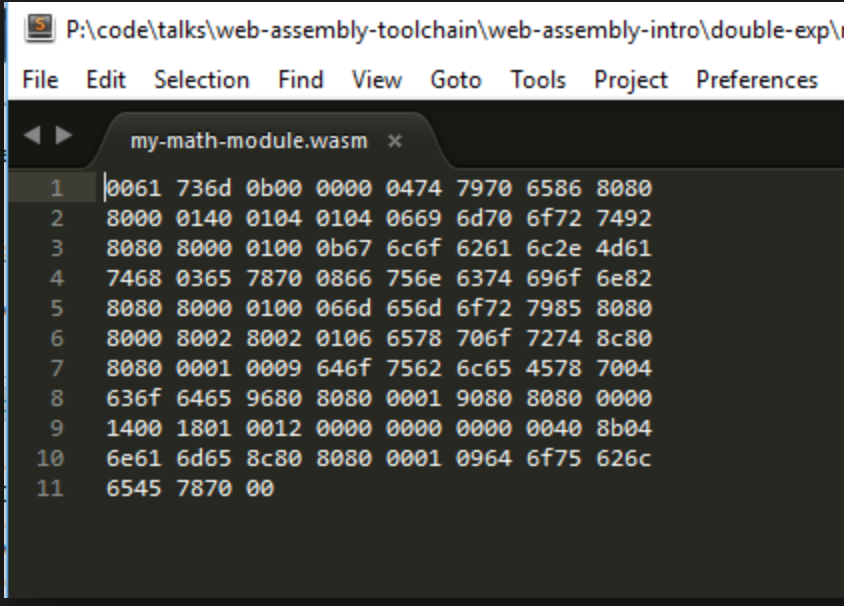 P:\code\talks\web-assembly-toolchain\web-assembly-intro\double-exp\
File Edit Selection Find View Goto Tools Project Preferences
my-math-module.wasm ×
1 0061 736d 0b00 0000 0474 7970 6586 8080
2 8000 0140 0104 0104 0669 6d70 6f72 7492
3 8080 8000 0100 0b67 6c6f 6261 6c2e 4d61
4 7468 0365 7870 0866 756e 6374 696f 6e82
5 8080 8000 0100 066d 656d 6f72 7985 8080
6 8000 8002 8002 0106 6578 706f 7274 8c80
7 8080 0001 0009 646f 7562 6c65 4578 7004
8 636f 6465 9680 8080 0001 9080 8080 0000
9 1400 1801 0012 0000 0000 0000 0040 8b04
10 6e61 6d65 8c80 8080 0001 0964 6f75 626c
11 6545 7870 00